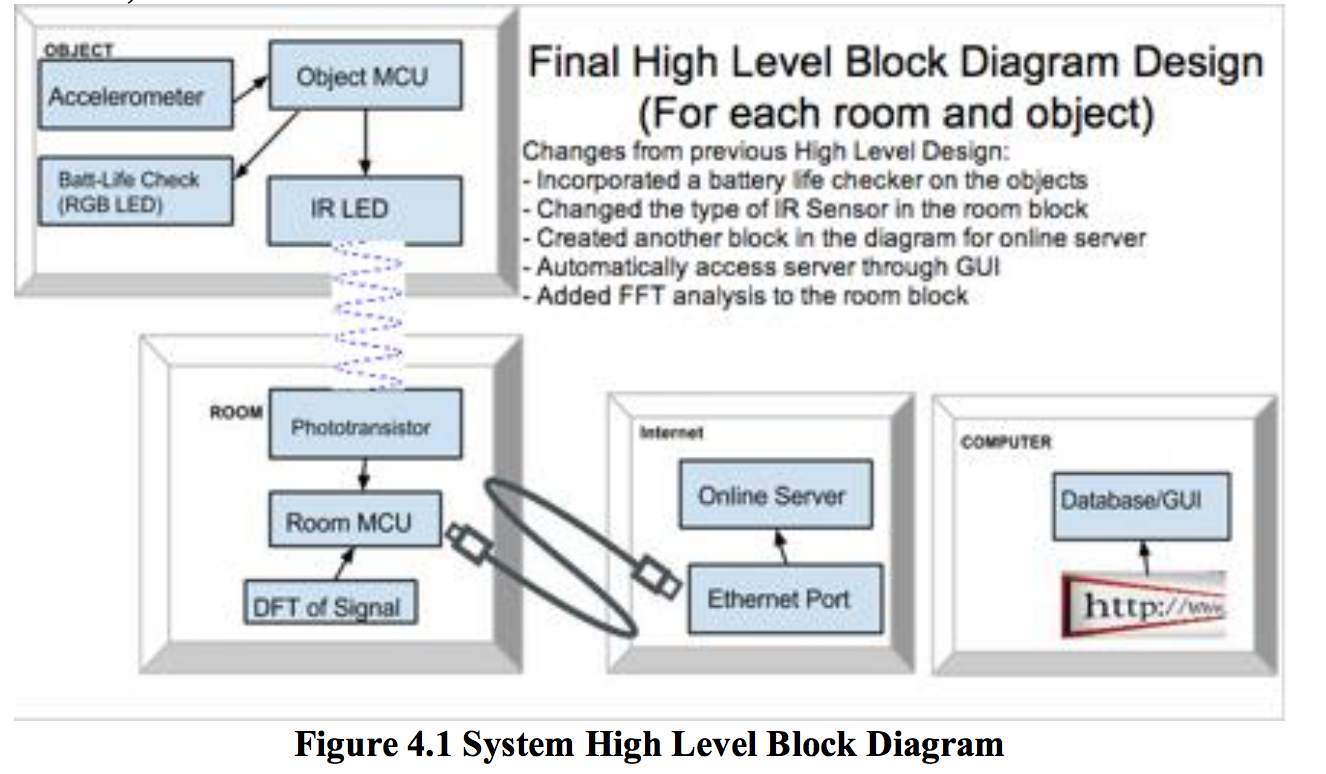 OBJECT
Accelerometer
Object MCU
Batt-Life Check
(RGB LED)
IR LED
Final High Level Block Diagram Design
(For each room and object)
Changes from previous High Level Design:
- Incorporated a battery life checker on the objects
- Changed the type of IR Sensor in the room block
- Created another block in the diagram for online server
- Automatically access server through GUI
- Added FFT analysis to the room block
ROOM
Phototransistor
Room MCU
DFT of Signal
Internet
Online Server
Ethernet Port
COMPUTER
Database/GUI
http://www
Figure 4.1 System High Level Block Diagram